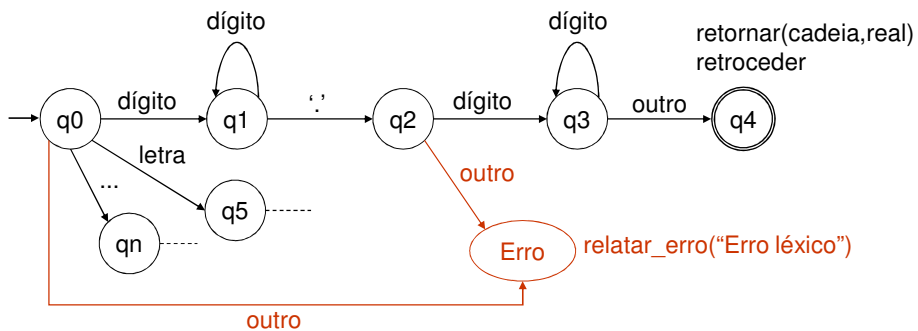 dígito
dígito
retornar(cadeia,real)
retroceder
dígito
‘.’
dígito
outro
q0
q1
q2
q3
q4
letra
...
outro
q5
qn
Erro
relatar_erro(“Erro léxico”)
outro